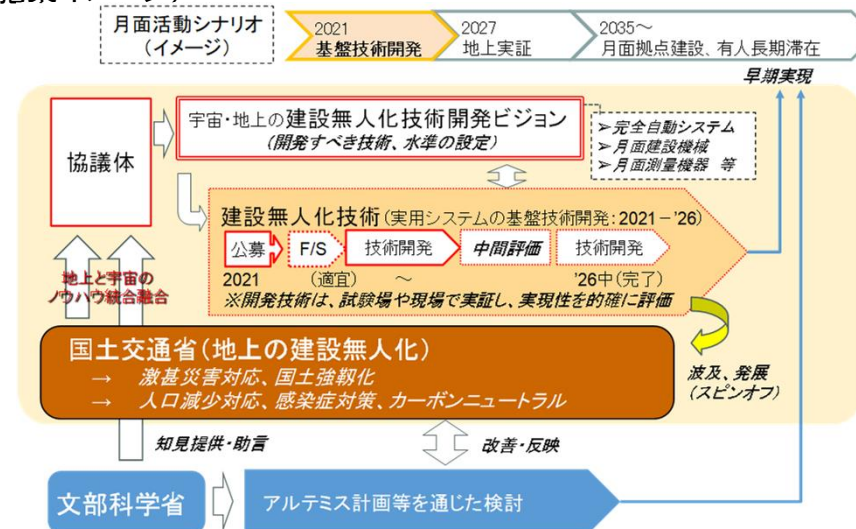 月面活動シナリオ
(イメージ)
2021
基盤技術開発
2027
地上実証
2035～
月面拠点建設、有人長期滞在
早期実現
協議体
宇宙・地上の建設無人化技術開発ビジョン
(開発すべき技術、水準の設定)
➢完全自動システム
➢月面建設機械
➢月面測量機器 等
建設無人化技術(実用システムの基盤技術開発:2021－'26)
公募
F/S
技術開発
中間評価
技術開発
2021
(適宜)
～
'26中(完了)
※開発技術は、試験場や現場で実証し、実現性を的確に評価
地上と宇宙の
ノウハウ統合融合
国土交通省(地上の建設無人化)
→ 激甚災害対応、国土強靱化
→ 人口減少対応、感染症対策、カーボンニュートラル
波及、発展
(スピンオフ)
知見提供・助言
改善・反映
文部科学省
アルテミス計画等を通じた検討